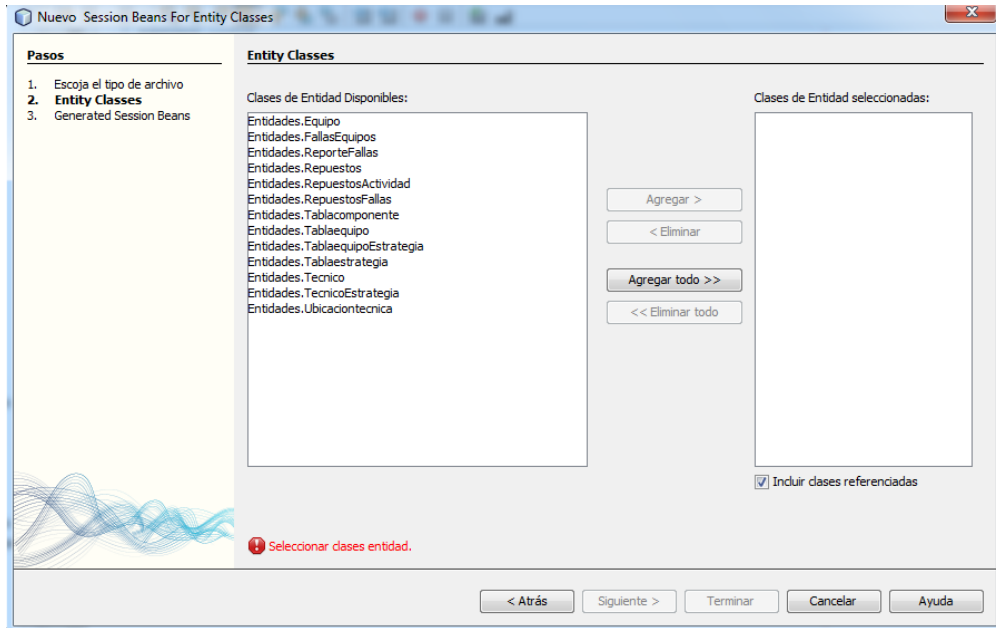 Nuevo Session Beans For Entity Classes
Pasos
1. Escoja el tipo de archivo
2. Entity Classes
3. Generated Session Beans
Entity Classes
Clases de Entidad Disponibles:
Entidades.Equipo
Entidades.FallasEquipos
Entidades.ReporteFallas
Entidades.Repuestos
Entidades.RepuestosActividad
Entidades.RepuestosFallas
Entidades.Tablacomponente
Entidades.Tablaequipo
Entidades.TablaequipoEstrategia
Entidades.Tablaestrategia
Entidades.Tecnico
Entidades.TecnicoEstrategia
Entidades.Ubicaciontecnica
Agregar >
< Eliminar
Agregar todo >>
<< Eliminar todo
Clases de Entidad seleccionadas:
Incluir clases referenciadas
Seleccionar clases entidad.
< Atrás
Siguiente >
Terminar
Cancelar
Ayuda